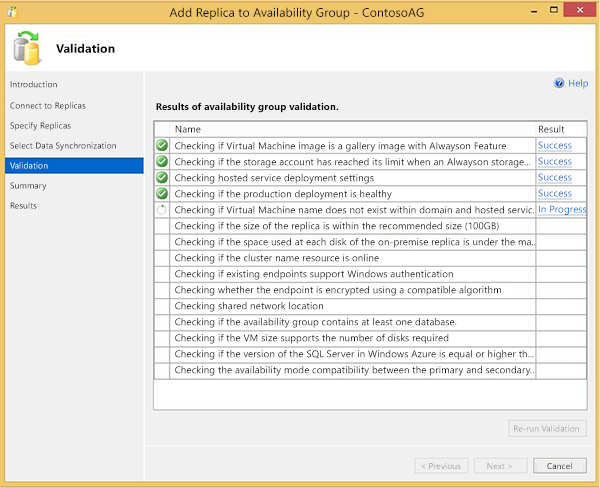 Add Replica to Availability Group - ContosoAG
Validation
Help
Introduction
Connect to Replicas
Specify Replicas
Select Data Synchronization
Validation
Summary
Results
Results of availability group validation.
Name Result
Checking if Virtual Machine image is a gallery image with Alwayson Feature Success
Checking if the storage account has reached its limit when an Alwayson storage... Success
Checking hosted service deployment settings Success
Checking if the production deployment is healthy Success
Checking if Virtual Machine name does not exist within domain and hosted servic.. In Progress
Checking if the size of the replica is within the recommended size (100GB)
Checking if the space used at each disk of the on-premise replica is under the ma..
Checking if the cluster name resource is online
Checking if existing endpoints support Windows authentication
Checking whether the endpoint is encrypted using a compatible algorithm
Checking shared network location
Checking if the availability group contains at least one database.
Checking if the VM size supports the number of disks required
Checking if the version of the SQL Server in Windows Azure is equal or higher th...
Checking the availability mode compatibility between the primary and secondary..
Re-run Validation
< Previous Next > Cancel